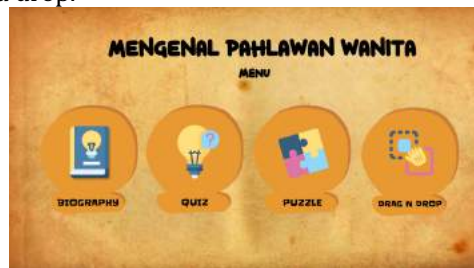 MENGENAL PAHLAWAN WANITA
MENU
BIOGRAPHY
QUIZ
PUZZLE
DRAG N DROP